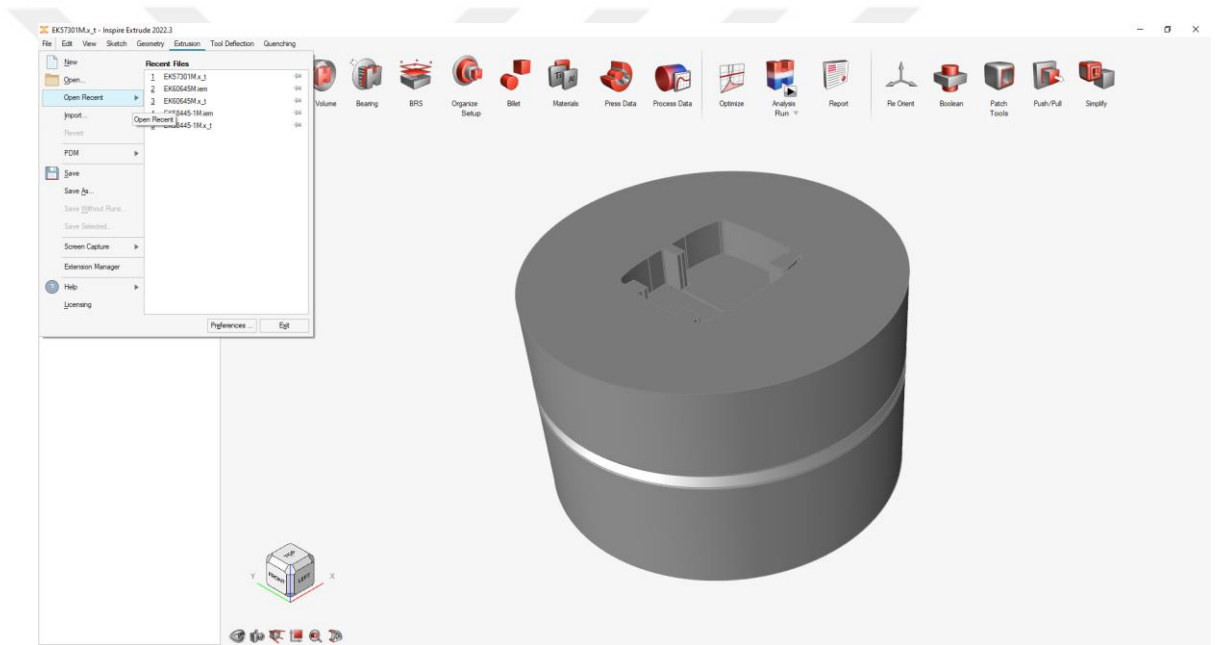 EK57301M.x_t - Inspire Extrude 2022.3
File Edit View Sketch Geometry Extrusion Tool Deflection Quenching
New
Open...
Open Recent
Import...
Revert
PDM
Save
Save As...
Save Without Runs...
Save Selected...
Screen Capture
Extension Manager
Help
Licensing
Recent Files
1 EK57301M.x_t
2 EK60645M.iem
3 EK60645M.x_t
8445-1M.iem
8445-1M.x_t
Open Recent
Preferences ... Exit
Volume Bearing BRS Organize Billet Materials Press Data Process Data Optimize Analysis Report Re Orient Boolean Patch Push/Pull Simplify
Setup Run Tools
TOP
FRONT LEFT
Y X